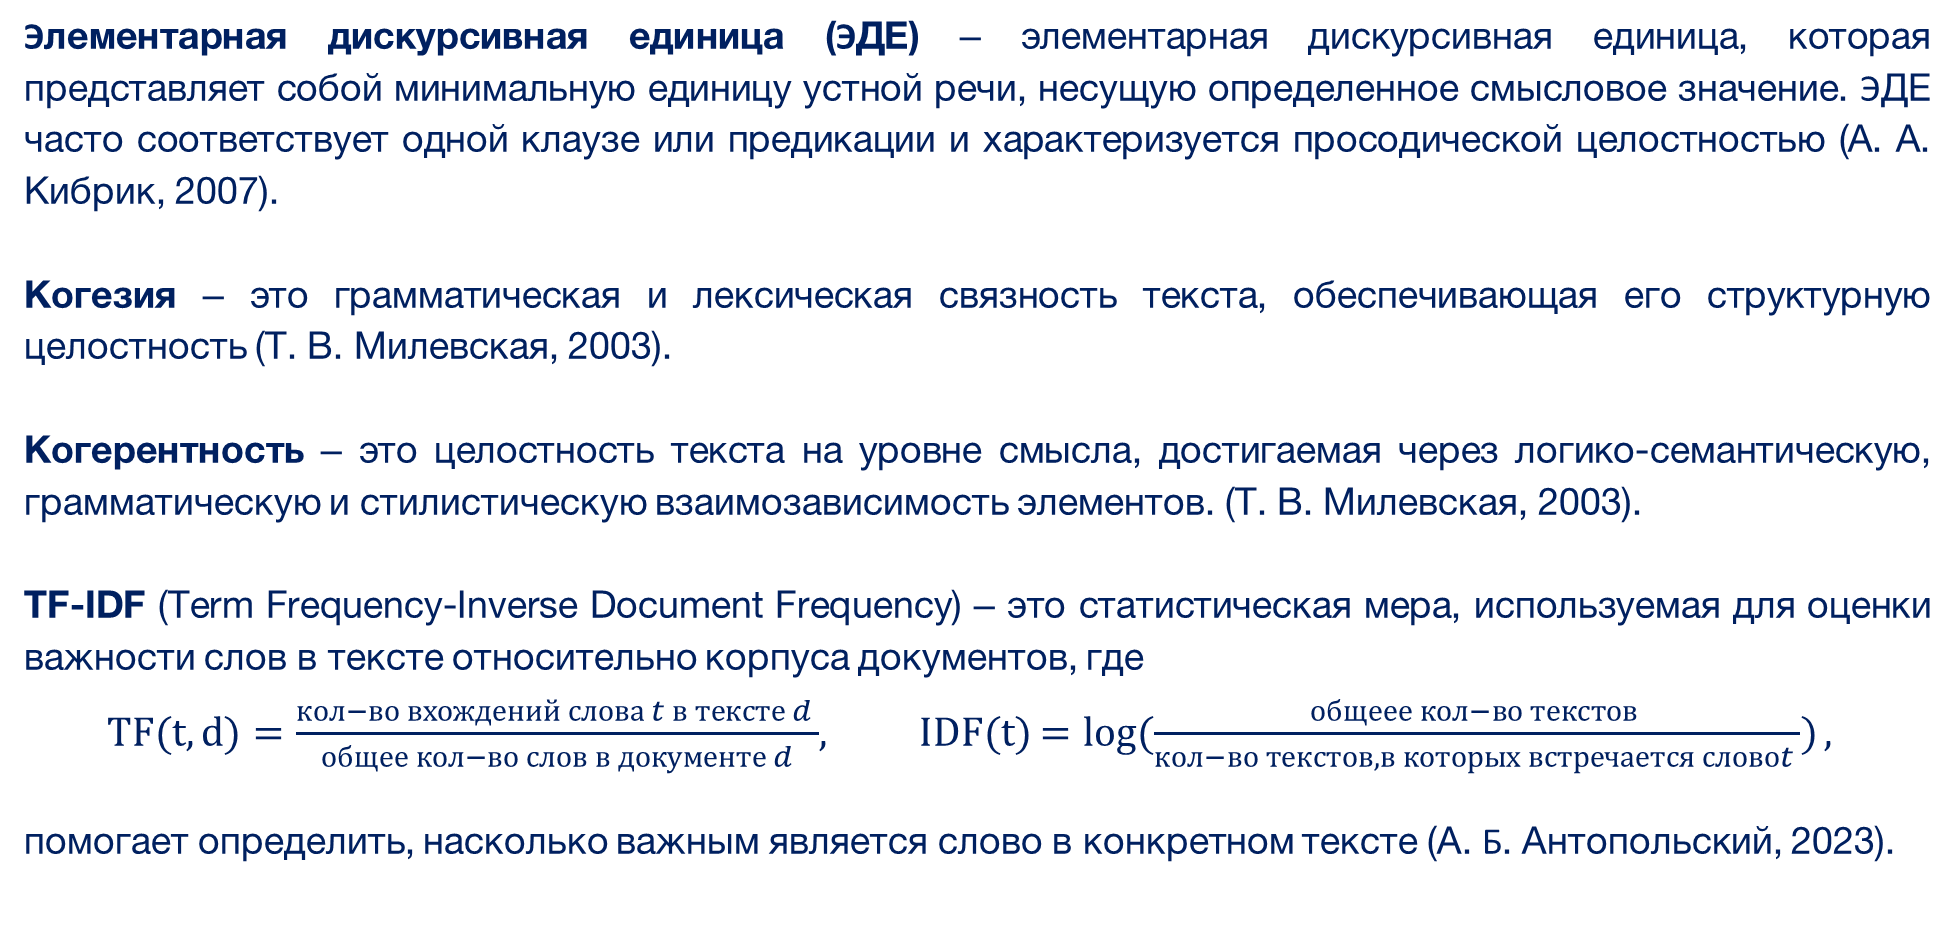 Элементарная дискурсивная единица (ЭДЕ) – элементарная дискурсивная единица, которая
представляет собой минимальную единицу устной речи, несущую определенное смысловое значение. ЭДЕ
часто соответствует одной клаузе или предикации и характеризуется просодической целостностью (А. А.
Кибрик, 2007).
Когезия – это грамматическая и лексическая связность текста, обеспечивающая его структурную
целостность (Т. В. Милевская, 2003).
Когерентность – это целостность текста на уровне смысла, достигаемая через логико-семантическую,
грамматическую и стилистическую взаимозависимость элементов. (Т. В. Милевская, 2003).
TF-IDF (Term Frequency-Inverse Document Frequency) – это статистическая мера, используемая для оценки
важности слов в тексте относительно корпуса документов, где
TF(t, d) = кол−во вхождений слова t в тексте d / общее кол−во слов в документе d, IDF(t) = log(общеее кол−во текстов / кол−во текстов,в которых встречается словоt) ,
помогает определить, насколько важным является слово в конкретном тексте (А. Б. Антопольский, 2023).